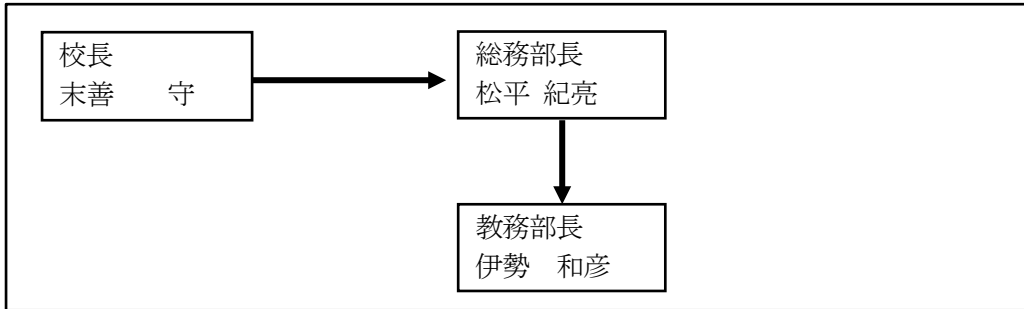 校長
末善　　守
総務部長
松平 紀亮
教務部長
伊勢　和彦